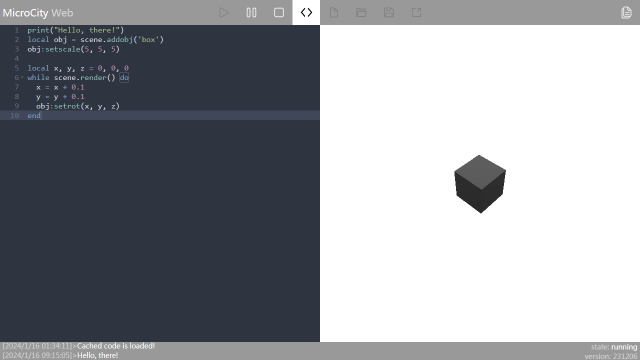 MicroCity Web
1 print("Hello, there!")
2 local obj = scene.addobj('box')
3 obj:setscale(5, 5, 5)
4
5 local x, y, z = 0, 0, 0
6 while scene.render() do
7 x = x + 0.1
8 y = y + 0.1
9 obj:setrot(x, y, z)
10 end
[2024/1/16 01:34:11]>Cached code is loaded!
[2024/1/16 09:15:05]>Hello, there!
state: running
version: 231206